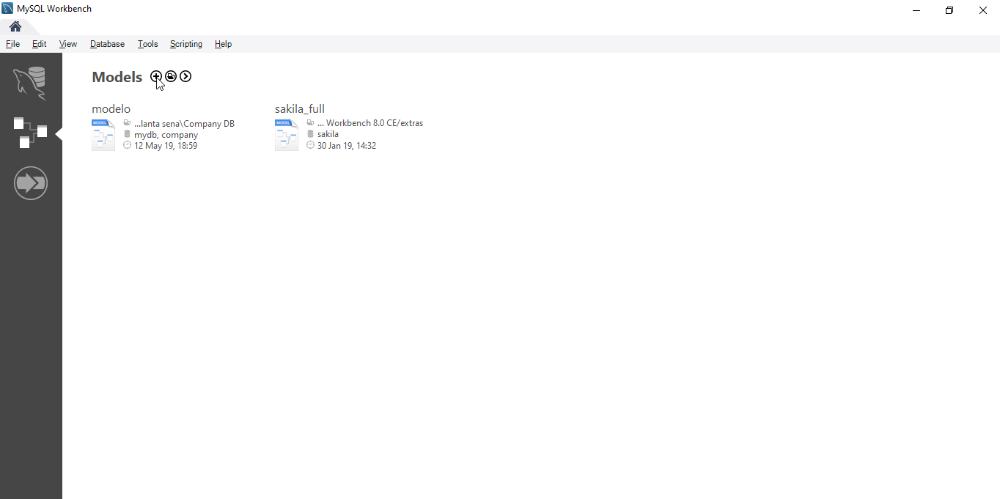 MySQL Workbench
File Edit View Database Tools Scripting Help
Models
modelo
MODEL
...lanta sena\Company DB
mydb, company
12 May 19, 18:59
sakila_full
MODEL
... Workbench 8.0 CE/extras
sakila
30 Jan 19, 14:32